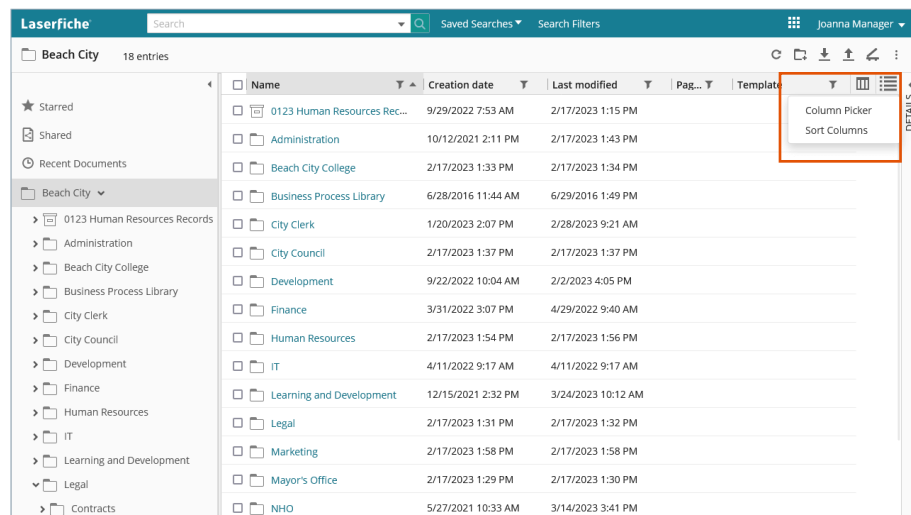 Laserfiche Search Saved Searches Search Filters Joanna Manager
Beach City 18 entries
Name Creation date Last modified Pag... Template
Starred
Shared
Recent Documents
Beach City
0123 Human Resources Records
Administration
Beach City College
Business Process Library
City Clerk
City Council
Development
Finance
Human Resources
IT
Learning and Development
Legal
Contracts
0123 Human Resources Rec... 9/29/2022 7:53 AM 2/17/2023 1:15 PM
Administration 10/12/2021 2:11 PM 2/17/2023 1:43 PM
Beach City College 2/17/2023 1:33 PM 2/17/2023 1:34 PM
Business Process Library 6/28/2016 11:44 AM 6/29/2016 1:49 PM
City Clerk 1/20/2023 2:07 PM 2/28/2023 9:21 AM
City Council 2/17/2023 1:37 PM 2/17/2023 1:37 PM
Development 9/22/2022 10:04 AM 2/2/2023 4:05 PM
Finance 3/31/2022 3:07 PM 4/29/2022 9:40 AM
Human Resources 2/17/2023 1:54 PM 2/17/2023 1:56 PM
IT 4/11/2022 9:17 AM 4/11/2022 9:17 AM
Learning and Development 12/15/2021 2:32 PM 3/24/2023 10:12 AM
Legal 2/17/2023 1:31 PM 2/17/2023 1:32 PM
Marketing 2/17/2023 1:58 PM 2/17/2023 1:58 PM
Mayor's Office 2/17/2023 1:29 PM 2/17/2023 1:30 PM
NHO 5/27/2021 10:33 AM 3/14/2023 3:41 PM
Column Picker
Sort Columns
DETAILS